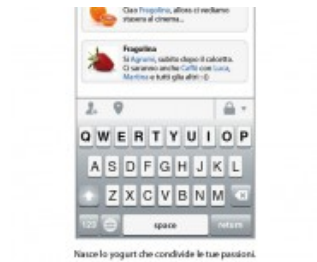 Ciao Fragolina, allora ci vediamo
stasera al cinema...
Fragolina
Si Agrumi, subito dopo il calcetto.
Ci saranno anche Caffè con Luca,
Martina e tutti gli altri :-))
Q W E R T Y U I O P
A S D F G H J K L
Z X C V B N M
123 space return
Nasce lo yogurt che condivide le tue passioni.